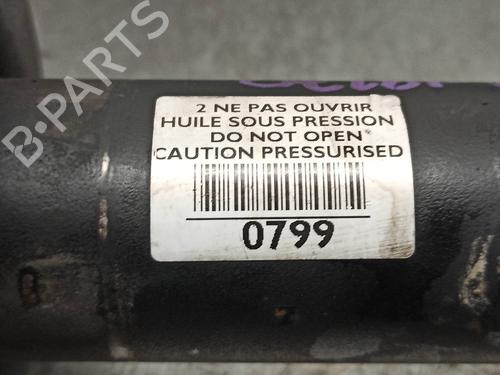 B-PARTS
2 NE PAS OUVRIR
HUILE SOUS PRESSION
DO NOT OPEN
CAUTION PRESSURISED
0799